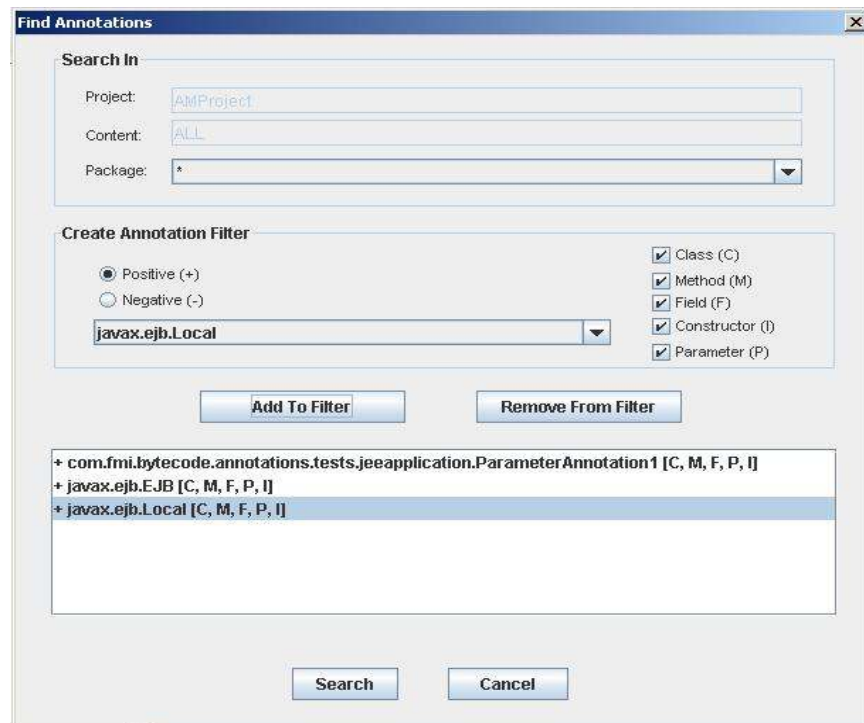 Find Annotations
Search In
Project: AMProject
Content: ALL
Package: *
Create Annotation Filter
Positive (+)
Negative (-)
javax.ejb.Local
Class (C)
Method (M)
Field (F)
Constructor (I)
Parameter (P)
Add To Filter Remove From Filter
+ com.fmi.bytecode.annotations.tests.jeeapplication.ParameterAnnotation1 [C, M, F, P, I]
+ javax.ejb.EJB [C, M, F, P, I]
+ javax.ejb.Local [C, M, F, P, I]
Search Cancel